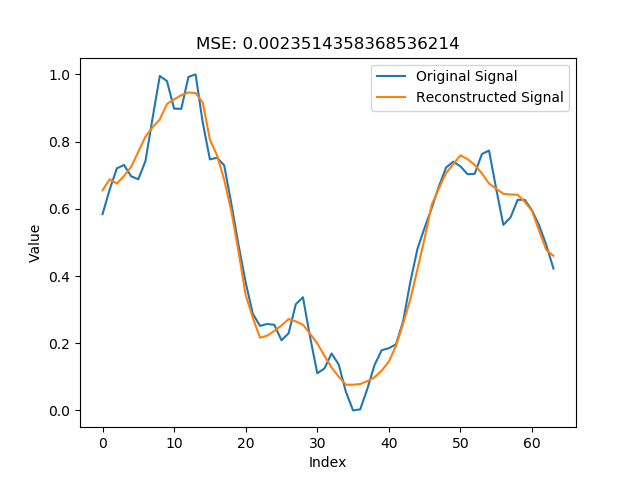 MSE: 0.0023514358368536214
Original Signal
Reconstructed Signal
Value
1.0
0.8
0.6
0.4
0.2
0.0
0 10 20 30 40 50 60
Index